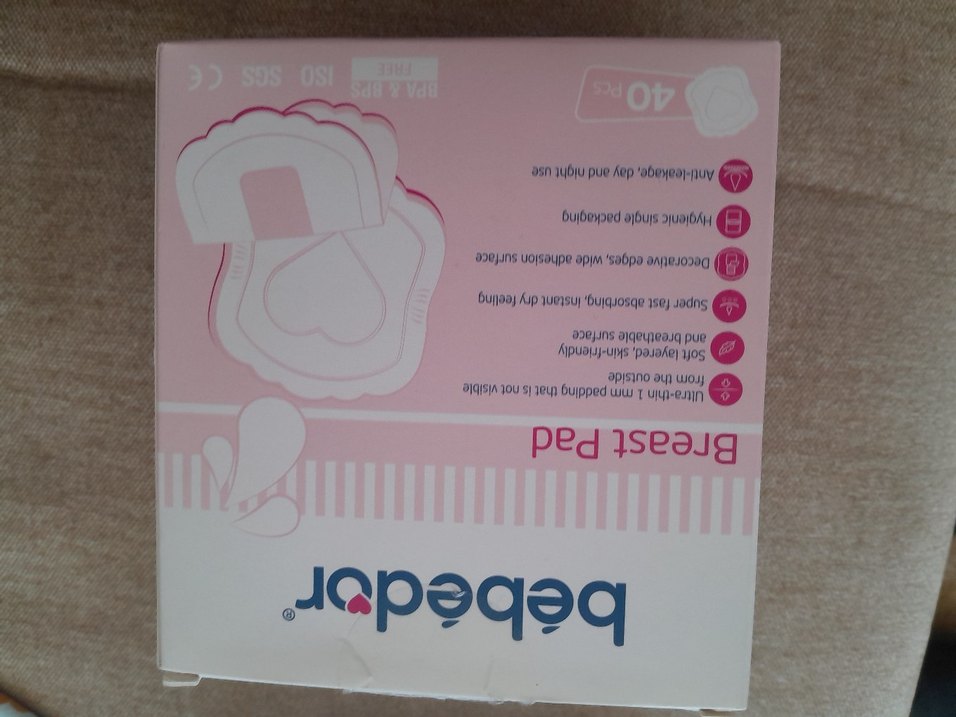 bébédor®
Breast Pad
Ultra-thin 1 mm padding that is not visible
from the outside
Soft layered, skin-friendly
and breathable surface
Super fast absorbing, instant dry feeling
Decorative edges, wide adhesion surface
Hygienic single packaging
Anti-leakage, day and night use
40 Pcs
BPA & BPS
FREE
ISO
SGS
CE